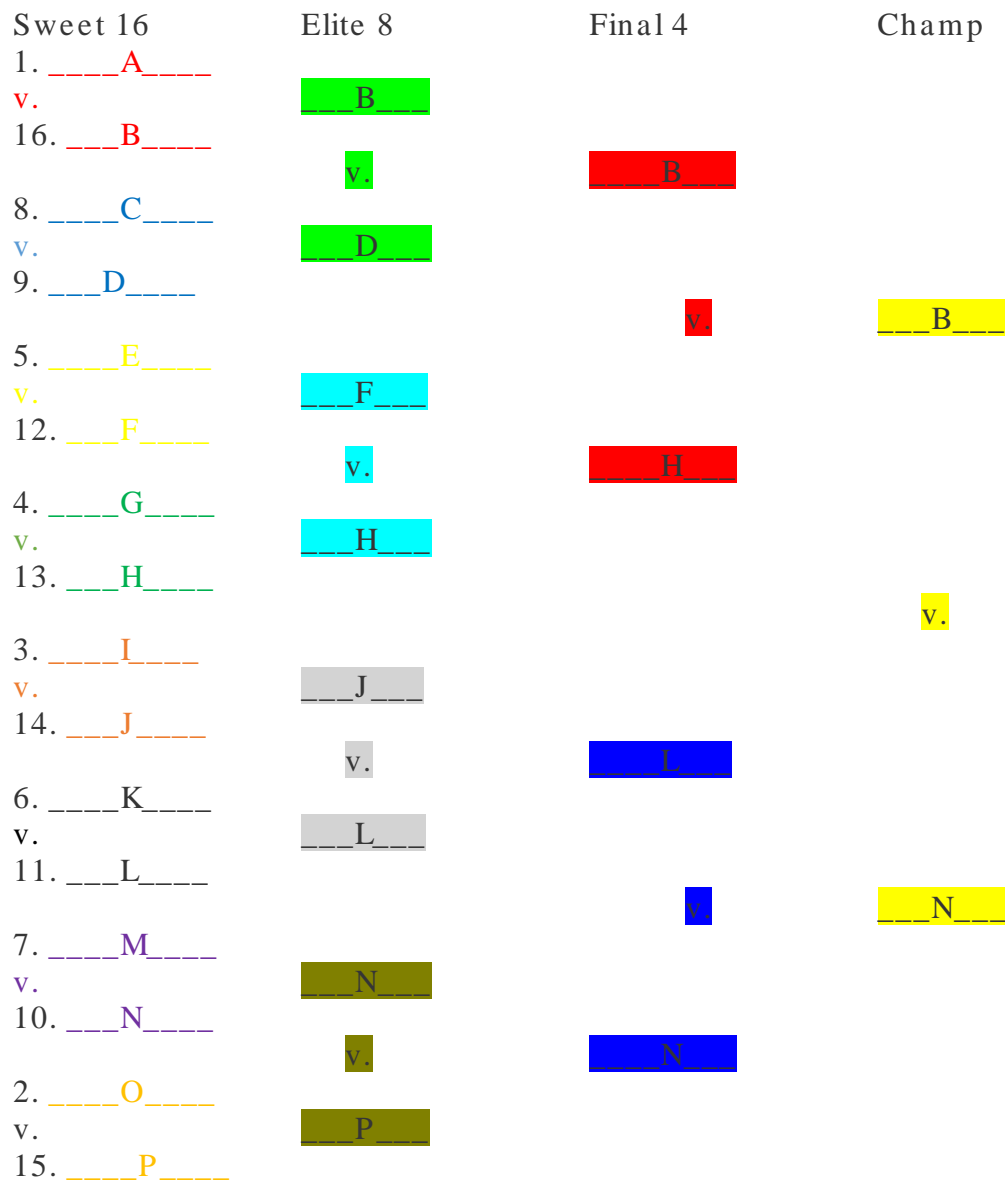 Sweet 16 Elite 8 Final 4 Champ
1. ____A____
v. ___B___
16. ___B____
v. ____B___
8. ____C____
v. ___D___
9. ___D____
v. ___B___
5. ____E____
v. ___F___
12. ___F____
v. ____H___
4. ____G____
v. ___H___
13. ___H____
v.
3. ____I____
v. ___J___
14. ___J____
v. ____L___
6. ____K____
v. ___L___
11. ___L____
v. ___N___
7. ____M____
v. ___N___
10. ___N____
v. ____N___
2. ____O____
v. ___P___
15. ____P____